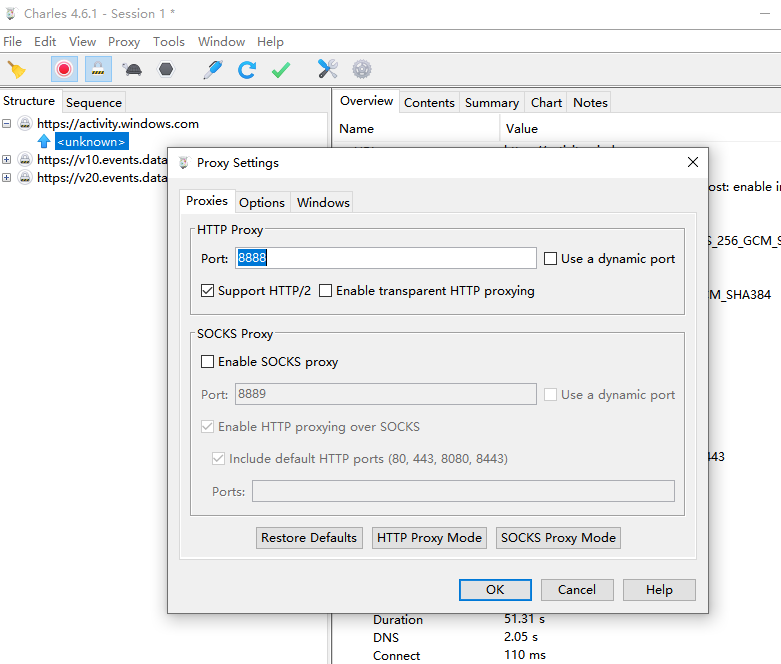 Charles 4.6.1 - Session 1 *
File Edit View Proxy Tools Window Help
Structure Sequence
Overview Contents Summary Chart Notes
https://activity.windows.com
<unknown>
https://v10.events.data
https://v20.events.data
Name Value
Proxy Settings
Proxies Options Windows
HTTP Proxy
Port: 8888 Use a dynamic port
Support HTTP/2 Enable transparent HTTP proxying
SOCKS Proxy
Enable SOCKS proxy
Port: 8889 Use a dynamic port
Enable HTTP proxying over SOCKS
Include default HTTP ports (80, 443, 8080, 8443)
Ports:
Restore Defaults HTTP Proxy Mode SOCKS Proxy Mode
OK Cancel Help
ost: enable i
S_256_GCM_S
CM_SHA384
443
Duration 51.31 s
DNS 2.05 s
Connect 110 ms